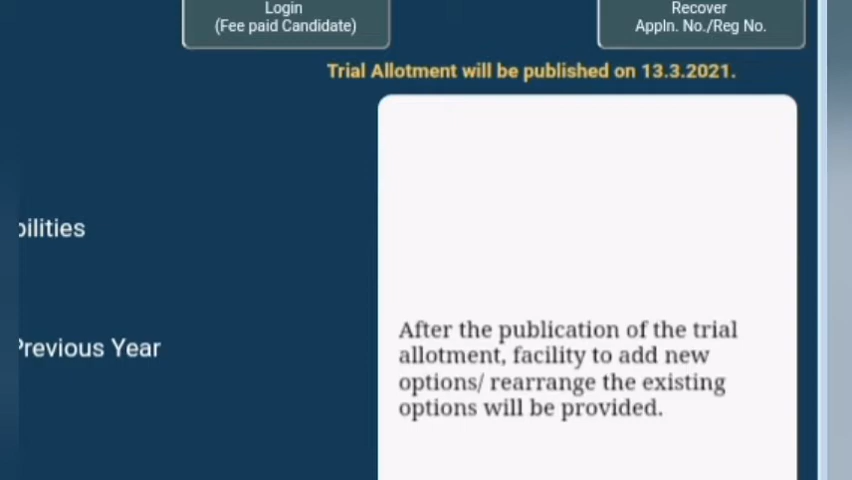 Login
(Fee paid Candidate)
Recover
Appln. No./Reg No.
Trial Allotment will be published on 13.3.2021.
bilities
Previous Year
After the publication of the trial
allotment, facility to add new
options/ rearrange the existing
options will be provided.